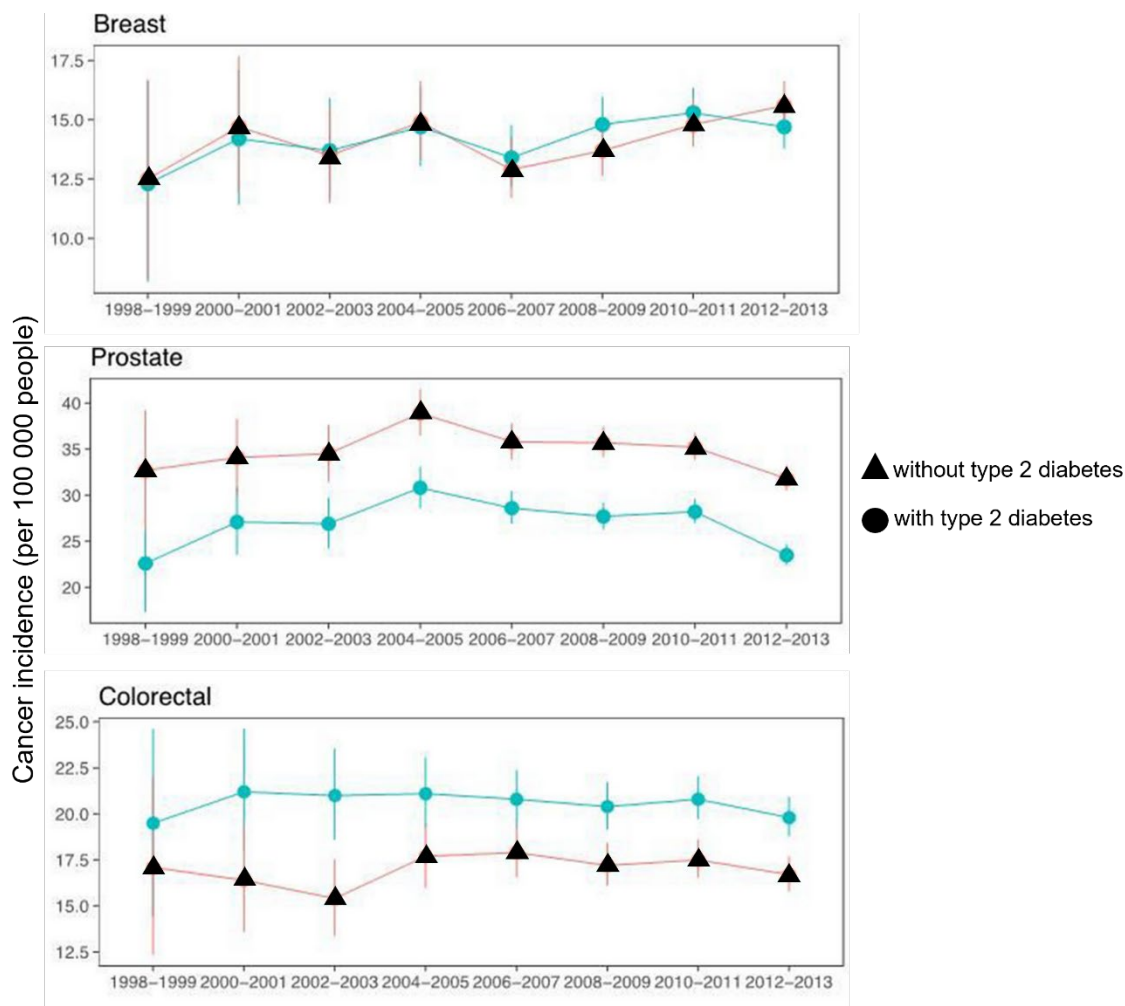 Breast
17.5
15.0
12.5
10.0
1998–1999 2000–2001 2002–2003 2004–2005 2006–2007 2008–2009 2010–2011 2012–2013
Cancer incidence (per 100 000 people)
Prostate
40
35
30
25
20
1998–1999 2000–2001 2002–2003 2004–2005 2006–2007 2008–2009 2010–2011 2012–2013
without type 2 diabetes
with type 2 diabetes
Colorectal
25.0
22.5
20.0
17.5
15.0
12.5
1998–1999 2000–2001 2002–2003 2004–2005 2006–2007 2008–2009 2010–2011 2012–2013